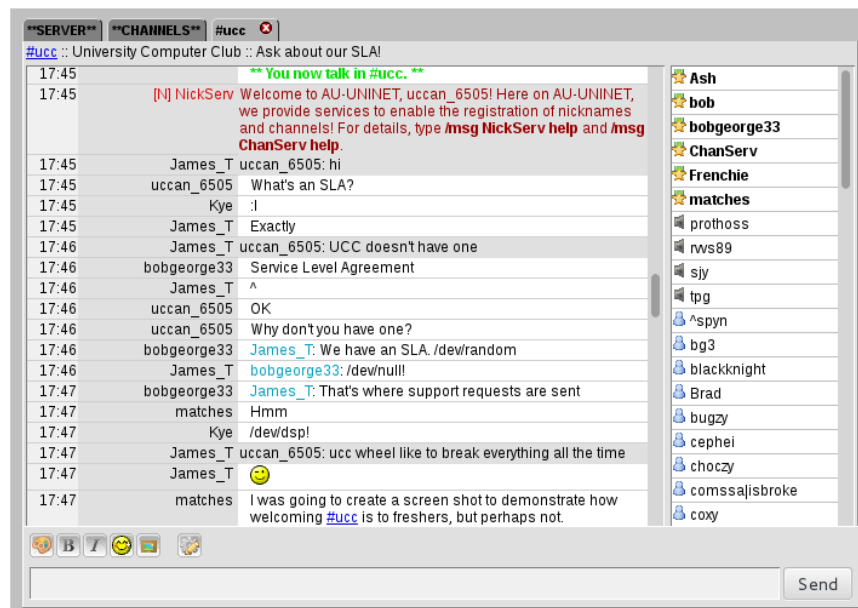 **SERVER** **CHANNELS** #ucc
#ucc :: University Computer Club :: Ask about our SLA!
17:45 ** You now talk in #ucc. **
17:45 [N] NickServ Welcome to AU-UNINET, uccan_6505! Here on AU-UNINET,
we provide services to enable the registration of nicknames
and channels! For details, type /msg NickServ help and /msg
ChanServ help.
17:45 James_T uccan_6505: hi
17:45 uccan_6505 What's an SLA?
17:45 Kye :I
17:45 James_T Exactly
17:46 James_T uccan_6505: UCC doesn't have one
17:46 bobgeorge33 Service Level Agreement
17:46 James_T ^
17:46 uccan_6505 OK
17:46 uccan_6505 Why don't you have one?
17:46 bobgeorge33 James_T: We have an SLA. /dev/random
17:46 James_T bobgeorge33: /dev/null!
17:47 bobgeorge33 James_T: That's where support requests are sent
17:47 matches Hmm
17:47 Kye /dev/dsp!
17:47 James_T uccan_6505: ucc wheel like to break everything all the time
17:47 James_T
17:47 matches I was going to create a screen shot to demonstrate how
welcoming #ucc is to freshers, but perhaps not.
Ash
bob
bobgeorge33
ChanServ
Frenchie
matches
prothoss
rws89
sjy
tpg
^spyn
bg3
blackknight
Brad
bugzy
cephei
choczy
comssa|isbroke
coxy
B I
Send